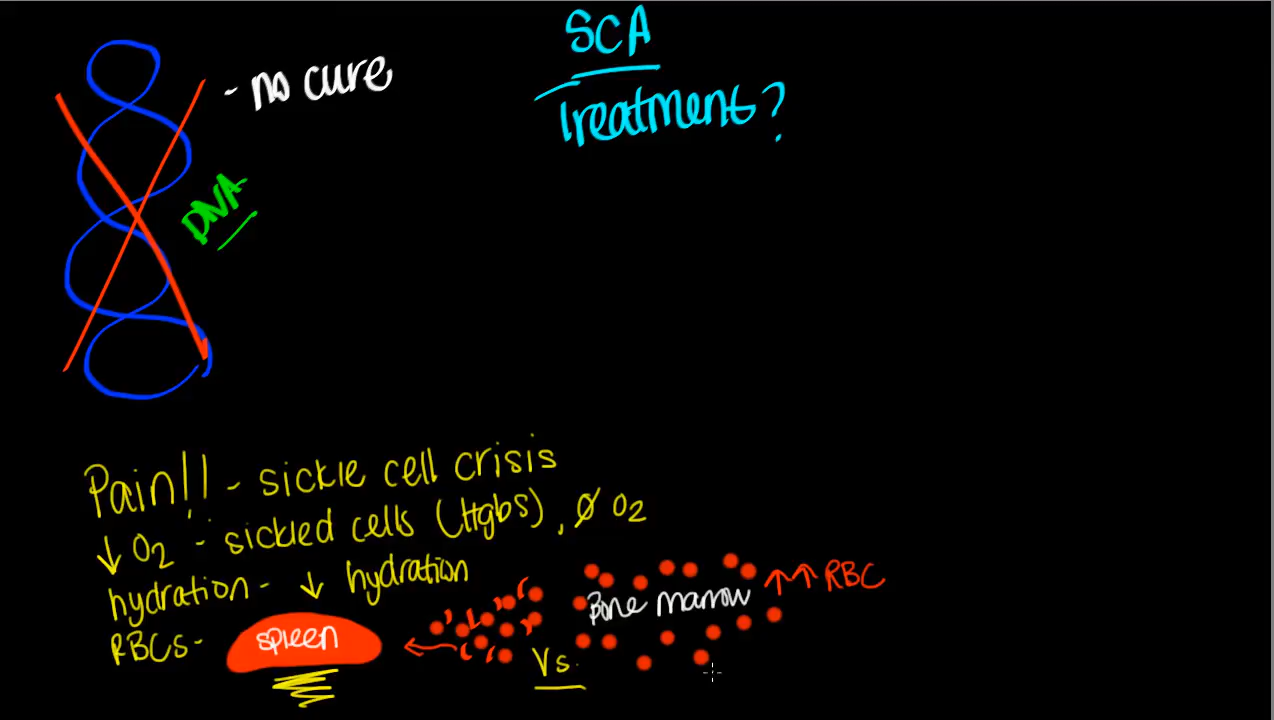 SCA
Treatment?
- no cure
DNA
Pain!! - sickle cell crisis
↓ O2 - sickled cells (HgbS), Ø O2
hydration - ↓ hydration
RBCs - spleen ← Vs. Bone marrow ↑↑ RBC